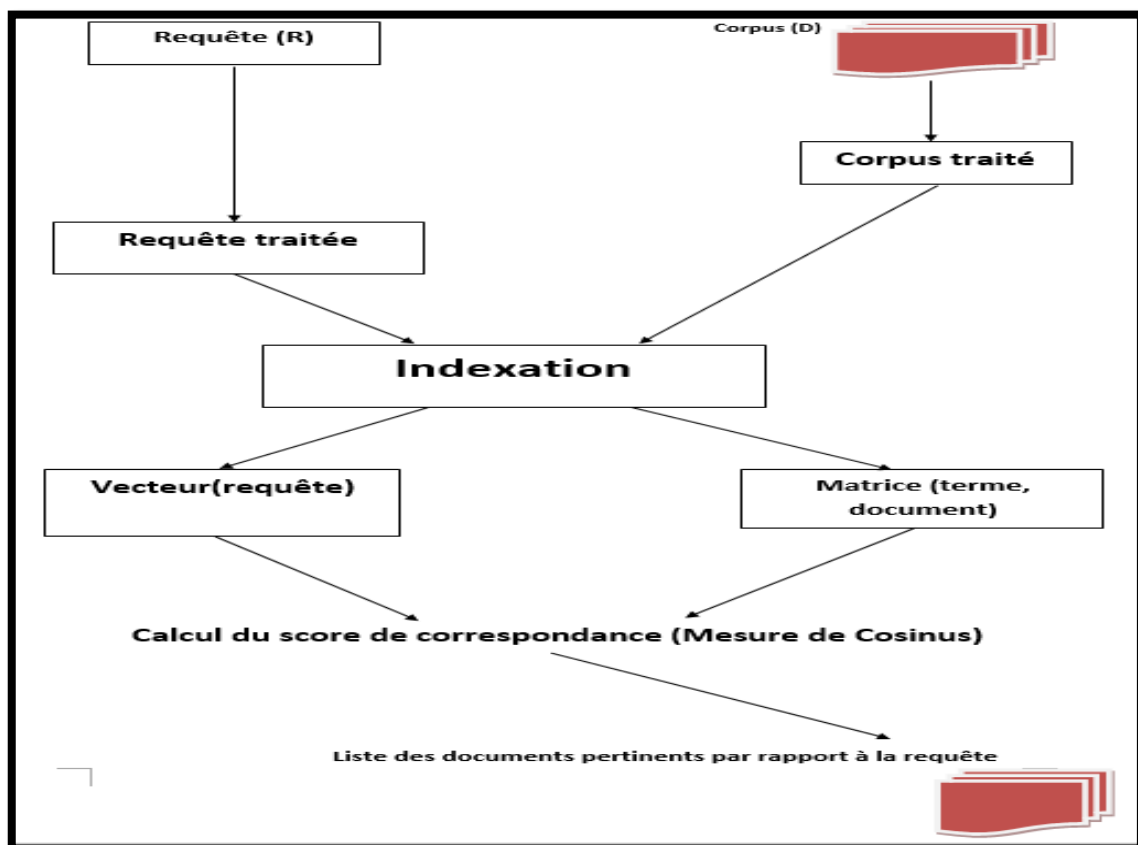 Requête (R)
Corpus (D)
Corpus traité
Requête traitée
Indexation
Vecteur(requête)
Matrice (terme,
document)
Calcul du score de correspondance (Mesure de Cosinus)
Liste des documents pertinents par rapport à la requête